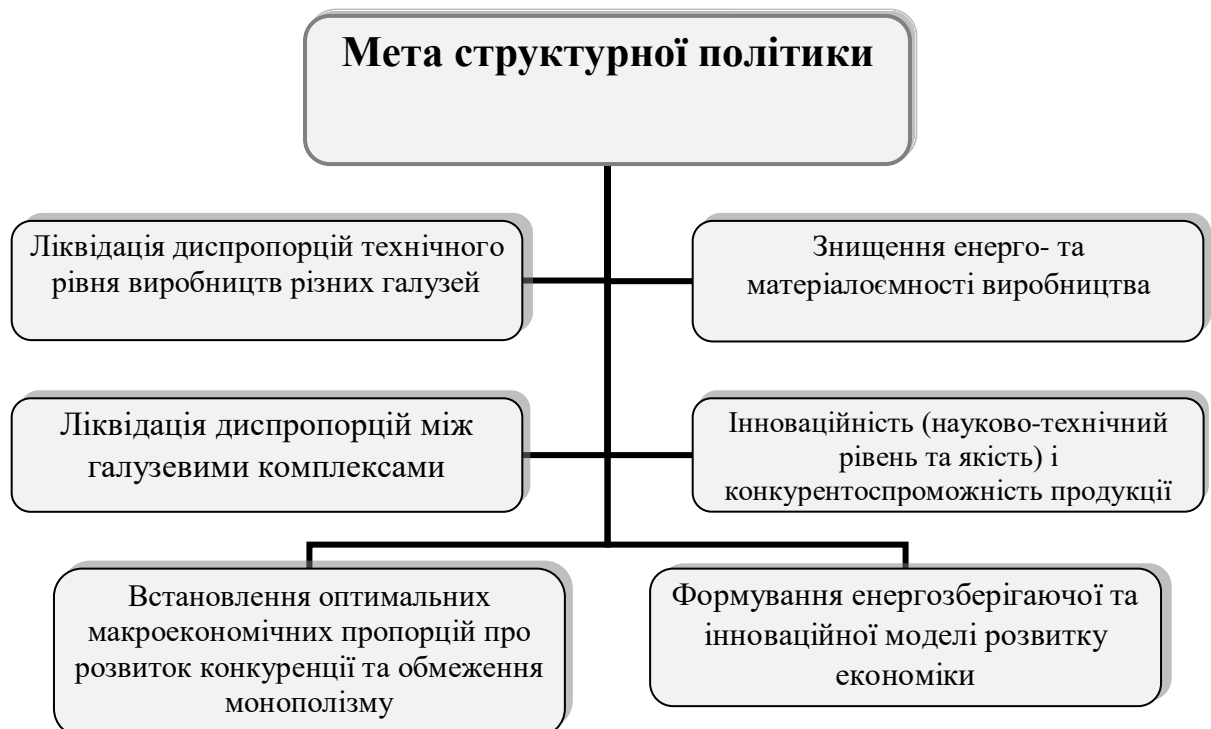 Мета структурної політики
Ліквідація диспропорцій технічного
рівня виробництв різних галузей
Знищення енерго- та
матеріалоємності виробництва
Ліквідація диспропорцій між
галузевими комплексами
Інноваційність (науково-технічний
рівень та якість) і
конкурентоспроможність продукції
Встановлення оптимальних
макроекономічних пропорцій про
розвиток конкуренції та обмеження
монополізму
Формування енергозберігаючої та
інноваційної моделі розвитку
економіки